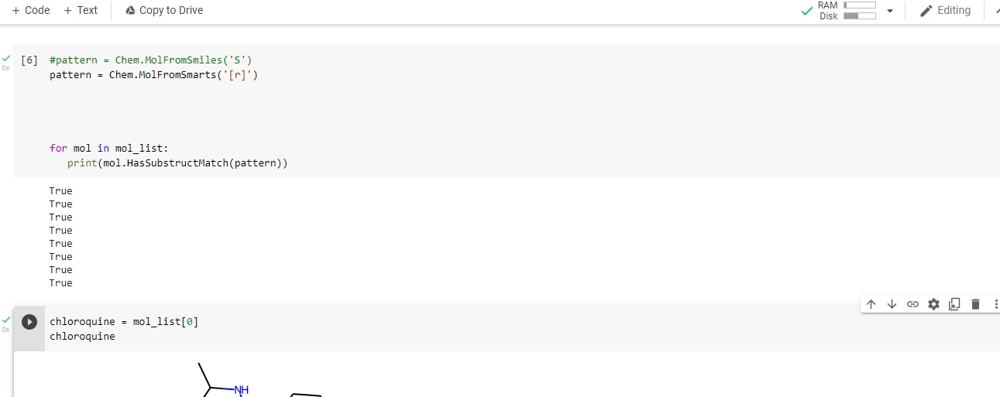 + Code + Text Copy to Drive RAM Disk Editing
[6] #pattern = Chem.MolFromSmiles('S')
pattern = Chem.MolFromSmarts('[r]')
0s
for mol in mol_list:
print(mol.HasSubstructMatch(pattern))
True
True
True
True
True
True
True
True
chloroquine = mol_list[0]
0s
chloroquine
NH